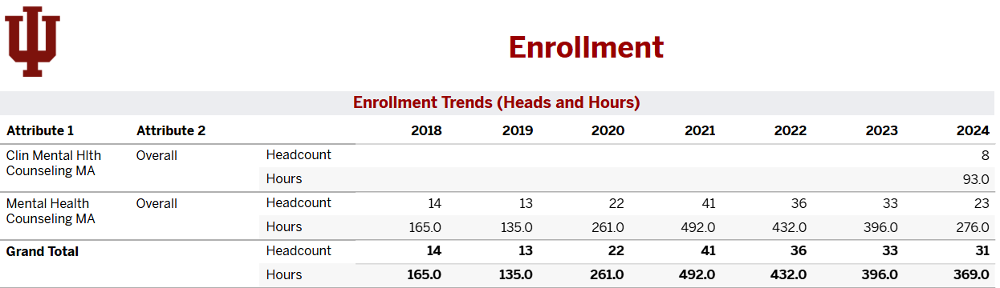 Enrollment
Enrollment Trends (Heads and Hours)
Attribute 1 Attribute 2 2018 2019 2020 2021 2022 2023 2024
Clin Mental Hlth Overall Headcount 8
Counseling MA
Hours 93.0
Mental Health Overall Headcount 14 13 22 41 36 33 23
Counseling MA
Hours 165.0 135.0 261.0 492.0 432.0 396.0 276.0
Grand Total Headcount 14 13 22 41 36 33 31
Hours 165.0 135.0 261.0 492.0 432.0 396.0 369.0